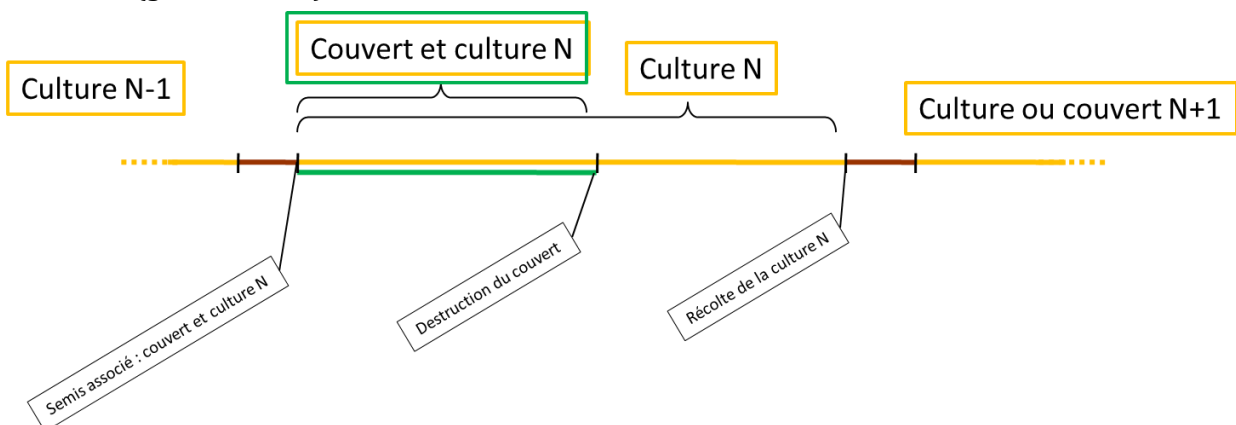 Couvert et culture N
Culture N
Culture N-1
Culture ou couvert N+1
Semis associé : couvert et culture N
Destruction du couvert
Récolte de la culture N